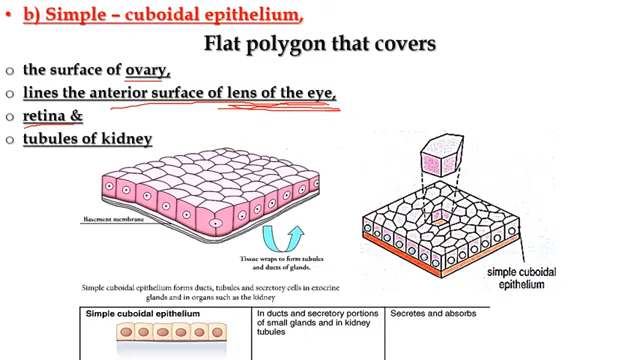 • b) Simple – cuboidal epithelium,
Flat polygon that covers
o the surface of ovary,
o lines the anterior surface of lens of the eye,
o retina &
o tubules of kidney
Basement membrane
Tissue wraps to form tubules
and ducts of glands.
simple cuboidal
epithelium
Simple cuboidal epithelium forms ducts, tubules and secretory cells in exocrine
glands and in organs such as the kidney
Simple cuboidal epithelium
In ducts and secretory portions
of small glands and in kidney
tubules
Secretes and absorbs